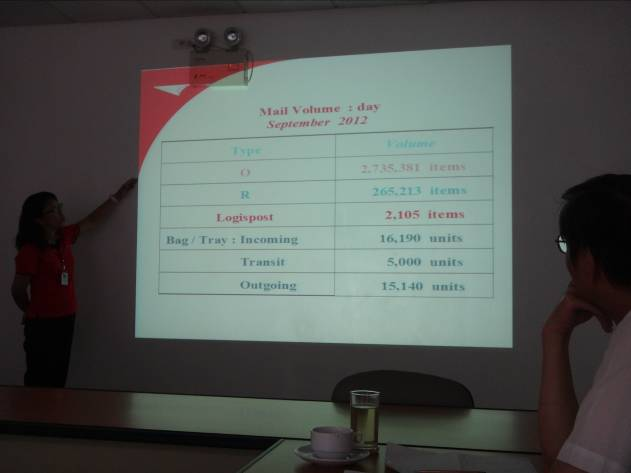 Mail Volume : day
September 2012
Type Volume
O 2,735,381 items
R 265,213 items
Logispost 2,105 items
Bag / Tray : Incoming 16,190 units
Transit 5,000 units
Outgoing 15,140 units